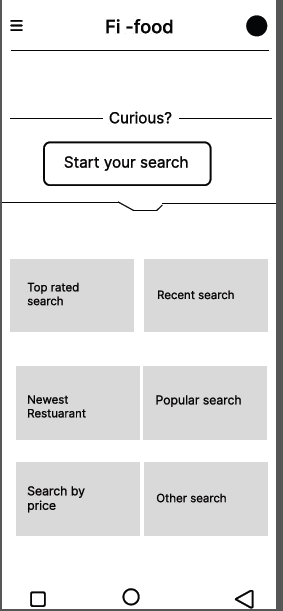 Fi -food
Curious?
Start your search
Top rated
search
Recent search
Newest
Restuarant
Popular search
Search by
price
Other search